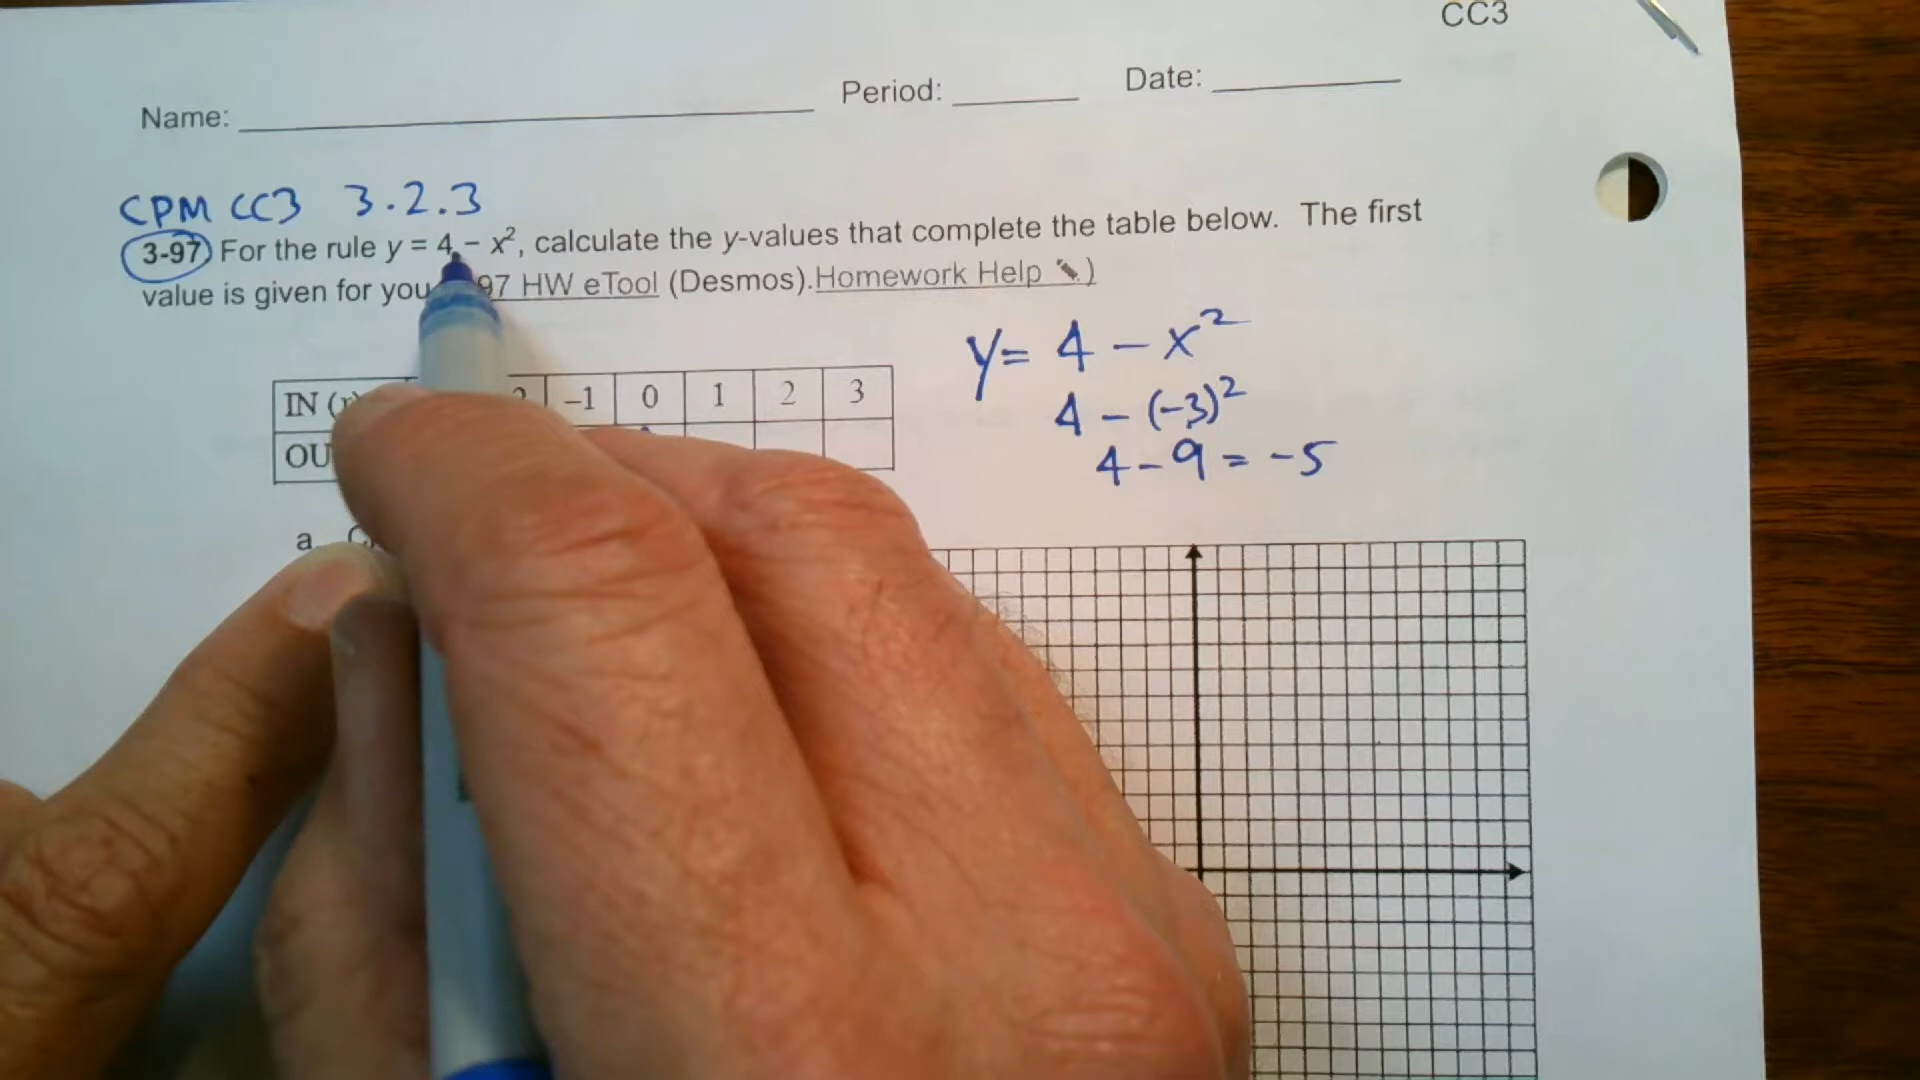 CC3
Name: Period: Date:
CPM CC3 3.2.3
3-97) For the rule y = 4 - x², calculate the y-values that complete the table below. The first
value is given for you 97 HW eTool (Desmos).Homework Help ✎.)
y = 4 - x²
4 - (-3)²
4 - 9 = -5
IN (x) -1 0 1 2 3
OU
a.